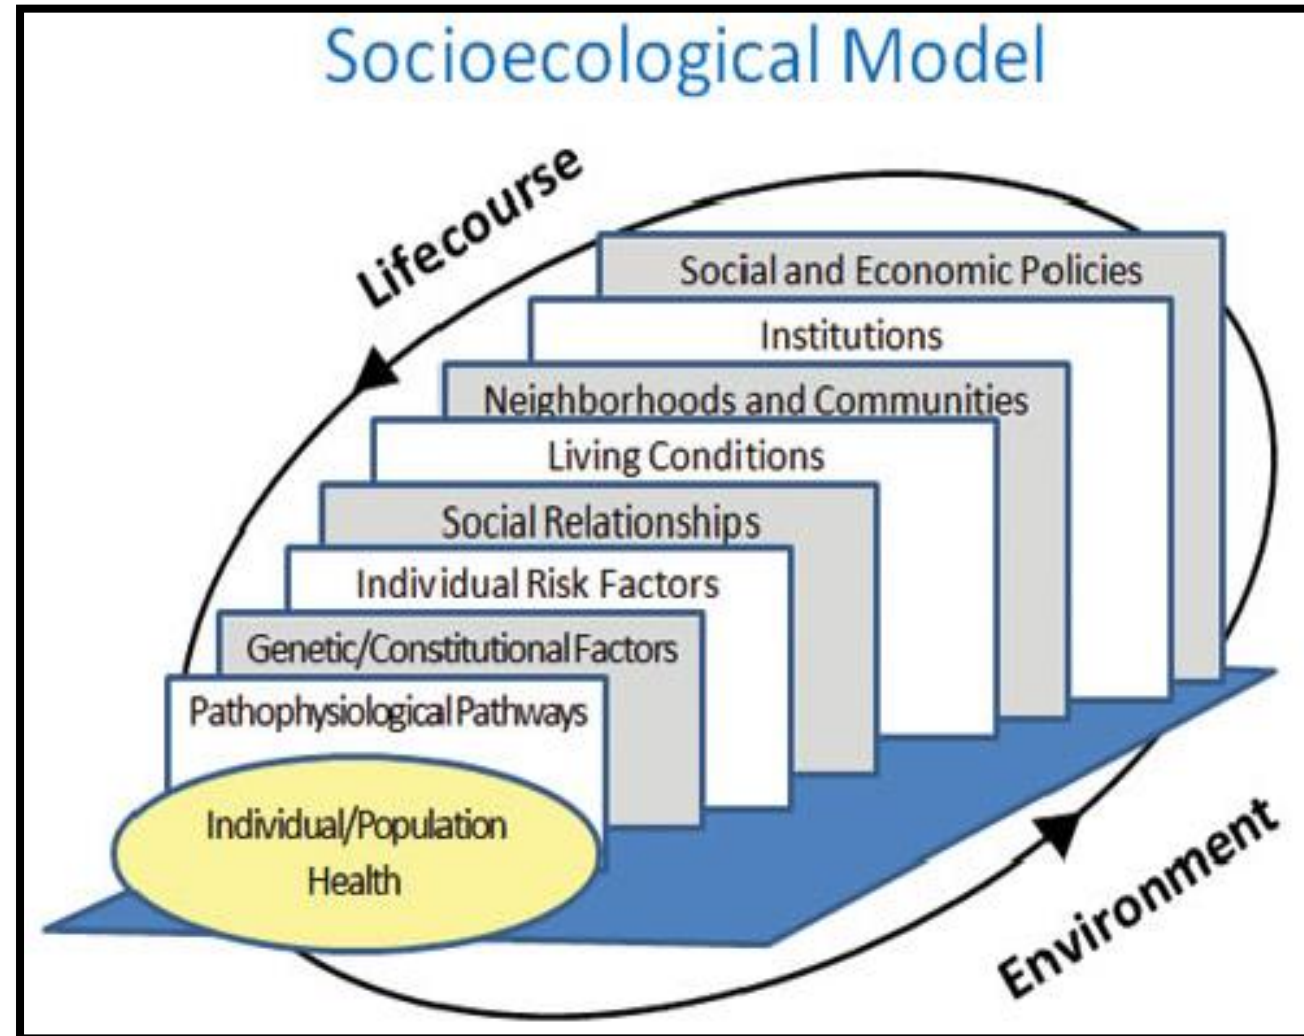 Socioecological Model
Lifecourse
Social and Economic Policies
Institutions
Neighborhoods and Communities
Living Conditions
Social Relationships
Individual Risk Factors
Genetic/Constitutional Factors
Pathophysiological Pathways
Individual/Population
Health
Environment